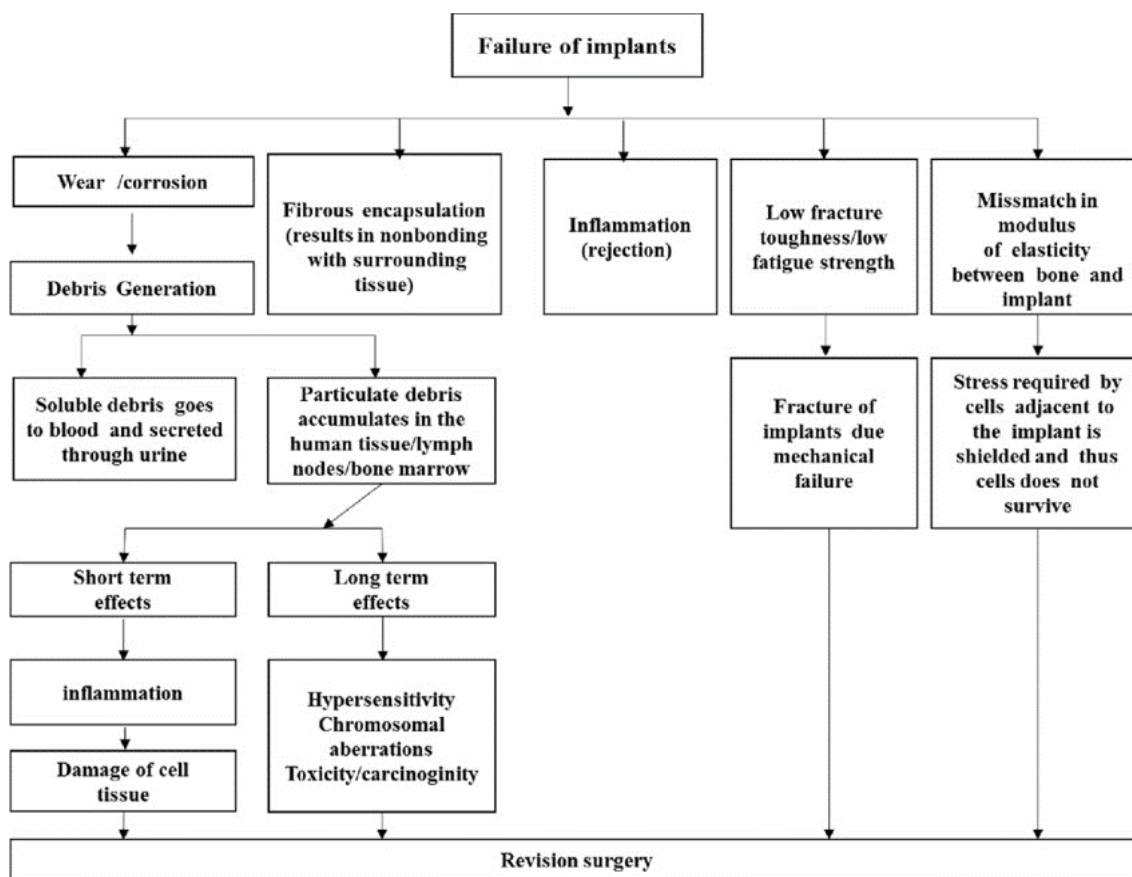 Failure of implants
Wear /corrosion
Debris Generation
Fibrous encapsulation
(results in nonbonding
with surrounding
tissue)
Inflammation
(rejection)
Low fracture
toughness/low
fatigue strength
Missmatch in
modulus
of elasticity
between bone and
implant
Soluble debris goes
to blood and secreted
through urine
Particulate debris
accumulates in the
human tissue/lymph
nodes/bone marrow
Fracture of
implants due
mechanical
failure
Stress required by
cells adjacent to
the implant is
shielded and thus
cells does not
survive
Short term
effects
Long term
effects
inflammation
Hypersensitivity
Chromosomal
aberrations
Toxicity/carcinoginity
Damage of cell
tissue
Revision surgery